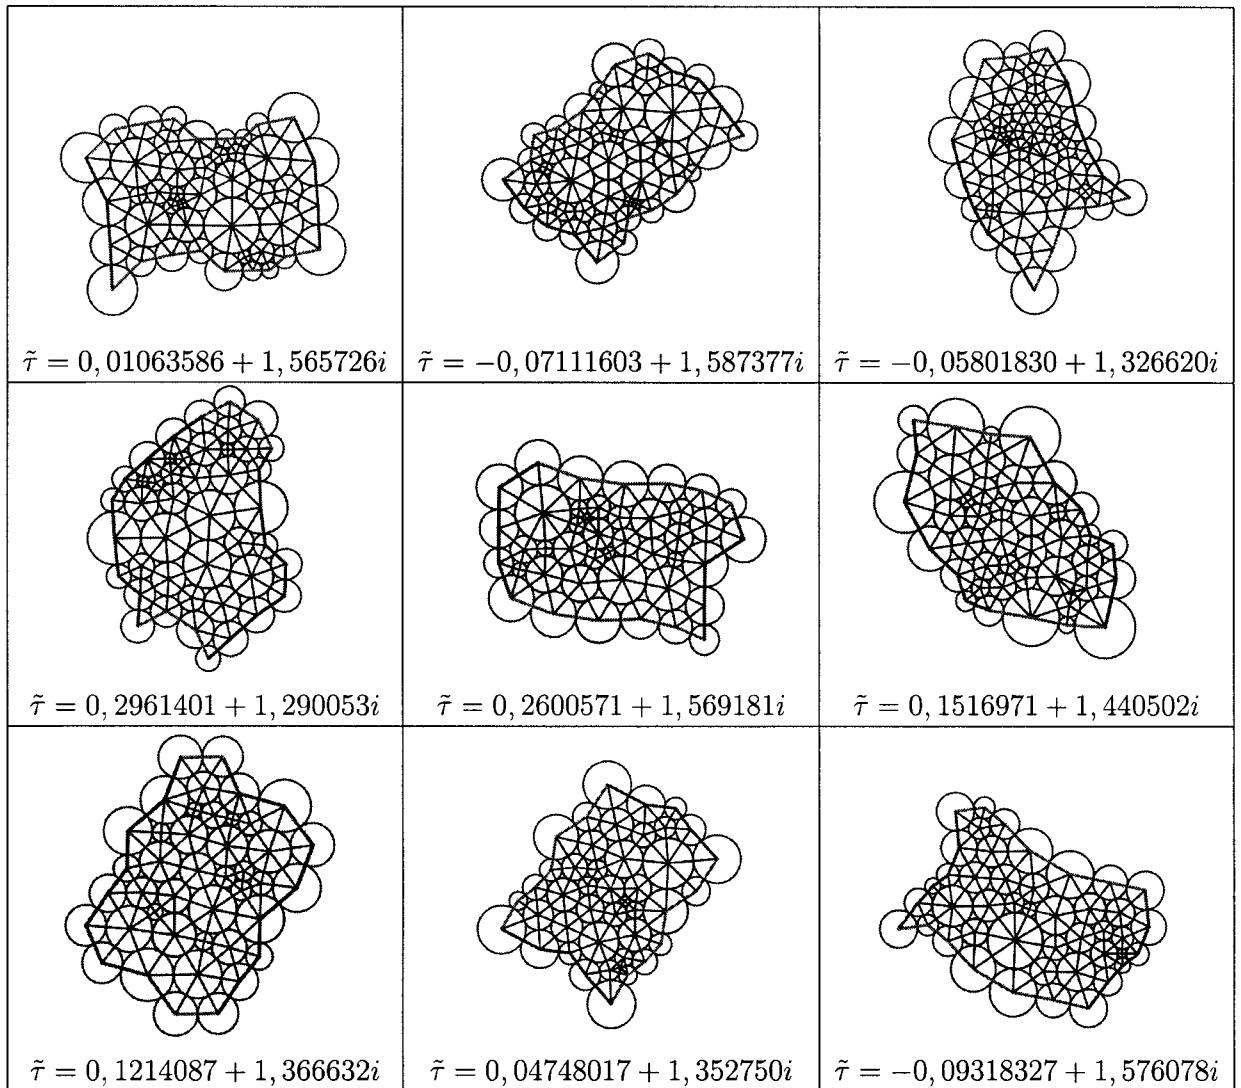 τ̃ = 0,01063586 + 1,565726i
τ̃ = −0,07111603 + 1,587377i
τ̃ = −0,05801830 + 1,326620i
τ̃ = 0,2961401 + 1,290053i
τ̃ = 0,2600571 + 1,569181i
τ̃ = 0,1516971 + 1,440502i
τ̃ = 0,1214087 + 1,366632i
τ̃ = 0,04748017 + 1,352750i
τ̃ = −0,09318327 + 1,576078i